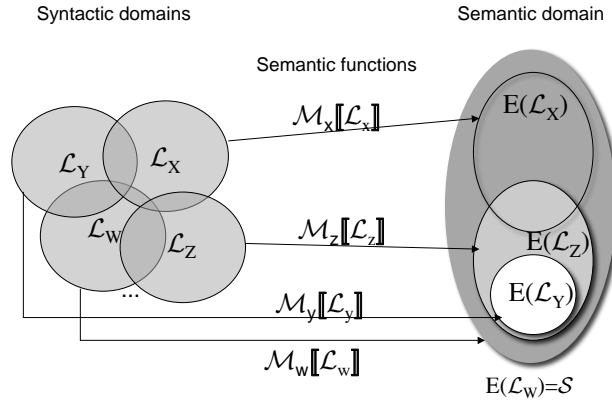 Syntactic domains
Semantic domain
Semantic functions
ℳx⟦ℒx⟧
E(ℒX)
ℒY
ℒX
ℒW
ℒZ
ℳz⟦ℒz⟧
E(ℒZ)
...
ℳy⟦ℒy⟧
E(ℒY)
ℳw⟦ℒw⟧
E(ℒW)=𝒮